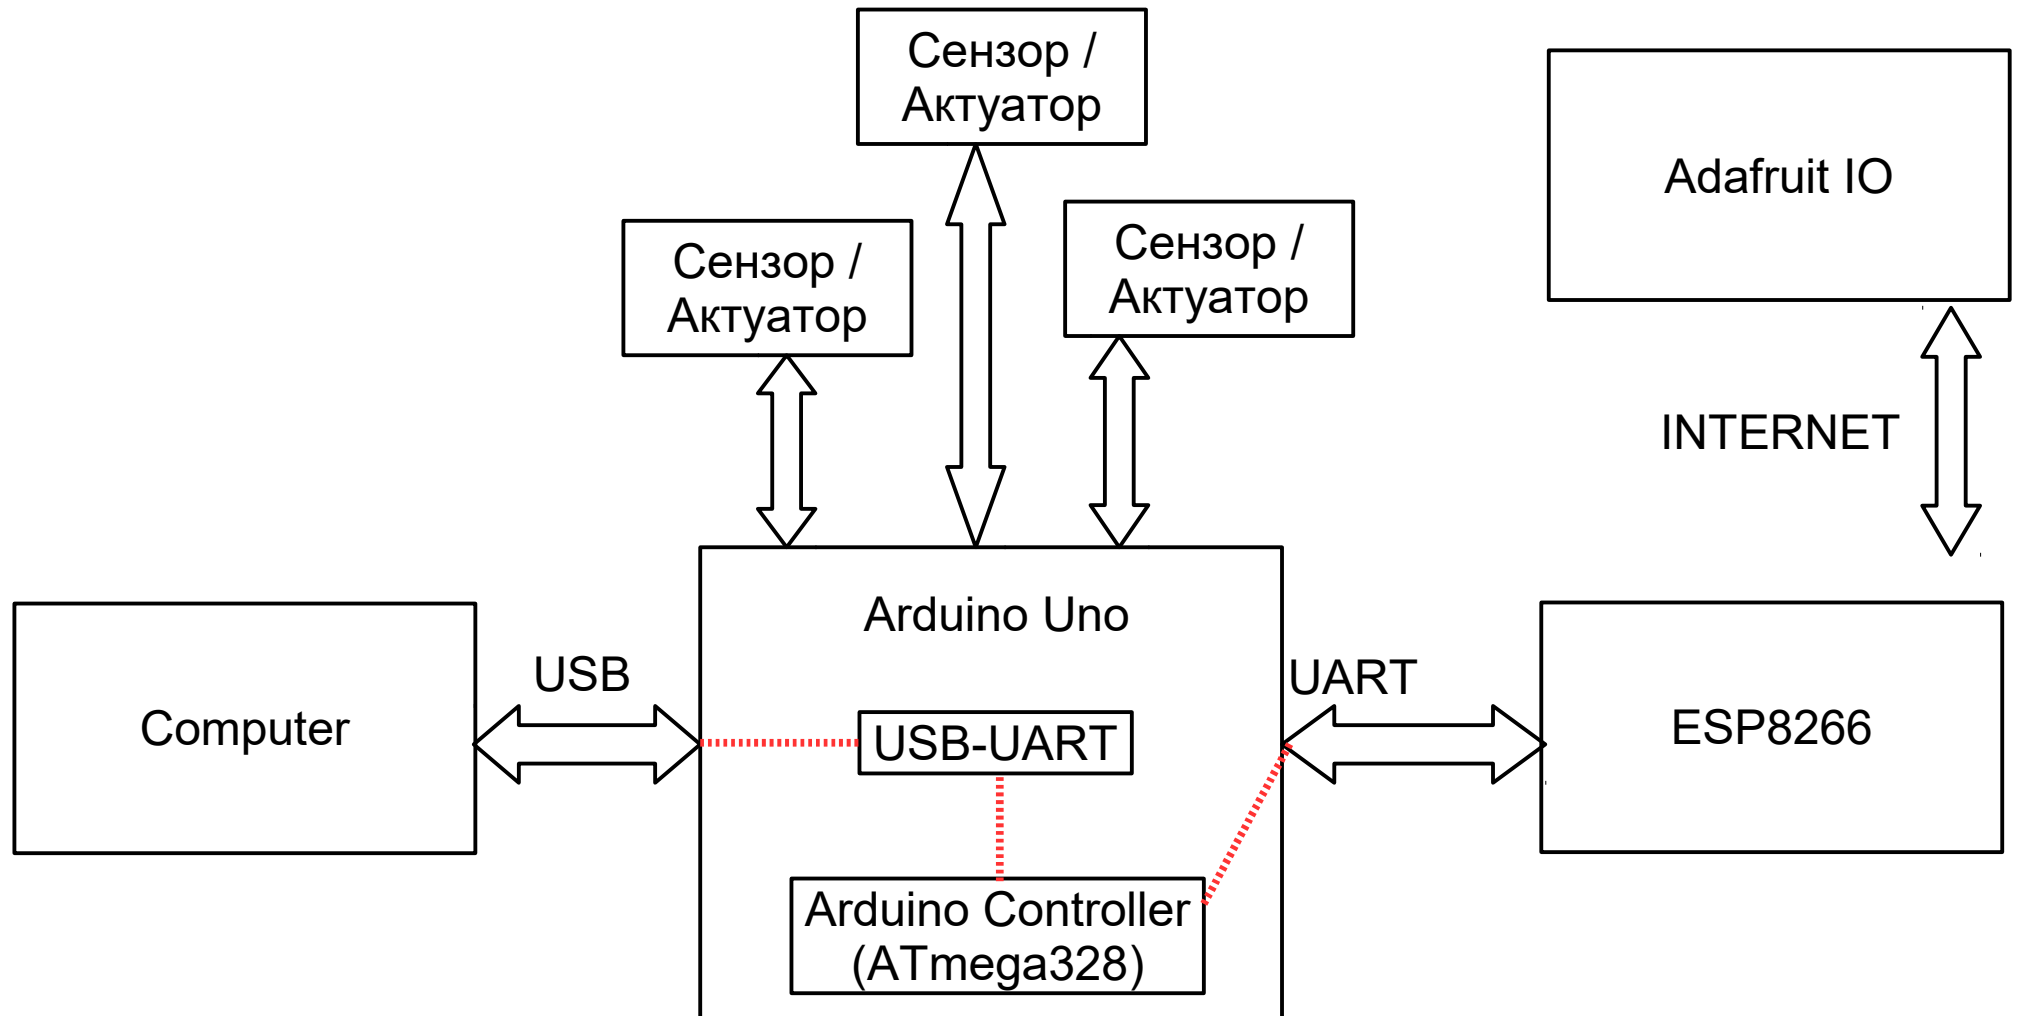 Сензор /
Актуатор
Adafruit IO
Сензор /
Актуатор
Сензор /
Актуатор
INTERNET
Arduino Uno
USB
UART
Computer
USB-UART
ESP8266
Arduino Controller
(ATmega328)